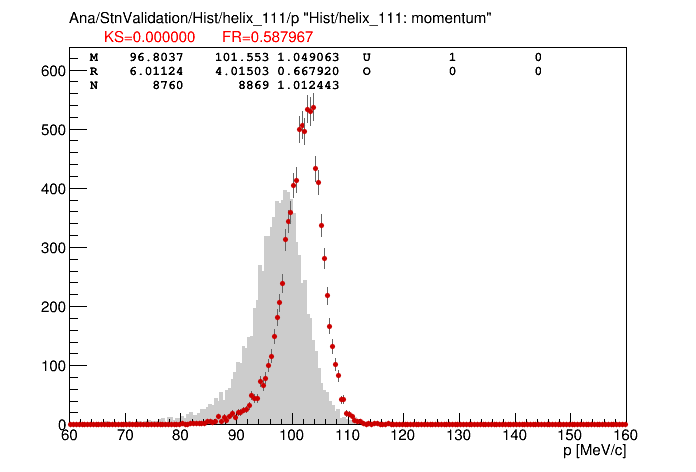 Ana/StnValidation/Hist/helix_111/p "Hist/helix_111: momentum"
KS=0.000000 FR=0.587967
M 96.8037 101.553 1.049063 U 1 0
R 6.01124 4.01503 0.667920 O 0 0
N 8760 8869 1.012443
600
500
400
300
200
100
0
60 70 80 90 100 110 120 130 140 150 160
p [MeV/c]